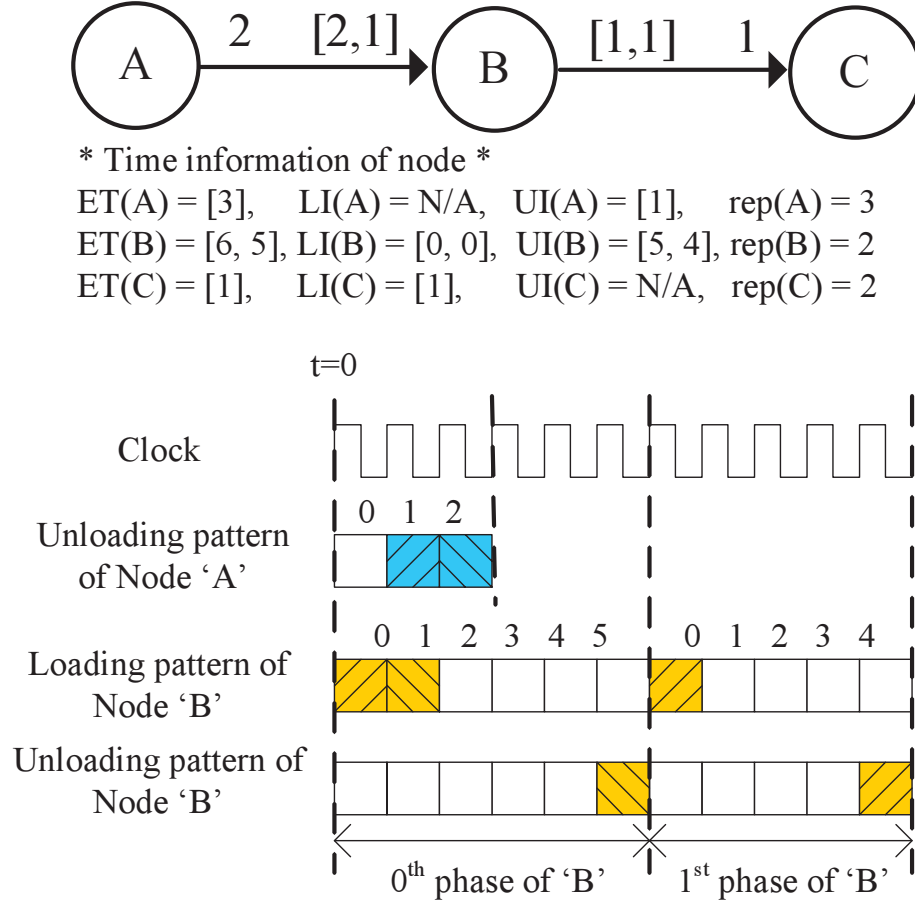 A 2 [2,1] B [1,1] 1 C
* Time information of node *
ET(A) = [3], LI(A) = N/A, UI(A) = [1], rep(A) = 3
ET(B) = [6, 5], LI(B) = [0, 0], UI(B) = [5, 4], rep(B) = 2
ET(C) = [1], LI(C) = [1], UI(C) = N/A, rep(C) = 2
t=0
Clock
0 1 2
Unloading pattern
of Node ‘A’
0 1 2 3 4 5 0 1 2 3 4
Loading pattern of
Node ‘B’
Unloading pattern of
Node ‘B’
0th phase of ‘B’ 1st phase of ‘B’